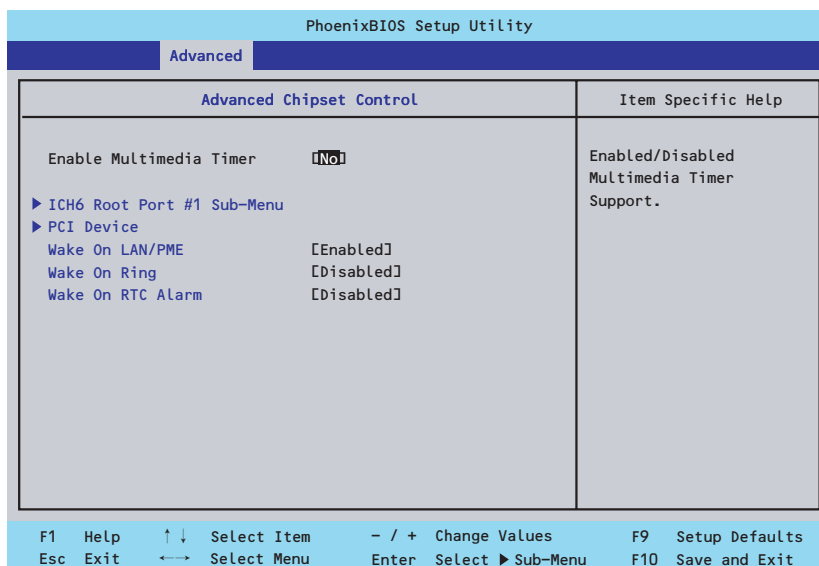 PhoenixBIOS Setup Utility
Advanced
Advanced Chipset Control
Item Specific Help
Enable Multimedia Timer [No]
Enabled/Disabled
Multimedia Timer
Support.
▶ ICH6 Root Port #1 Sub-Menu
▶ PCI Device
Wake On LAN/PME [Enabled]
Wake On Ring [Disabled]
Wake On RTC Alarm [Disabled]
F1 Help ↑↓ Select Item - / + Change Values F9 Setup Defaults
Esc Exit ←→ Select Menu Enter Select ▶ Sub-Menu F10 Save and Exit